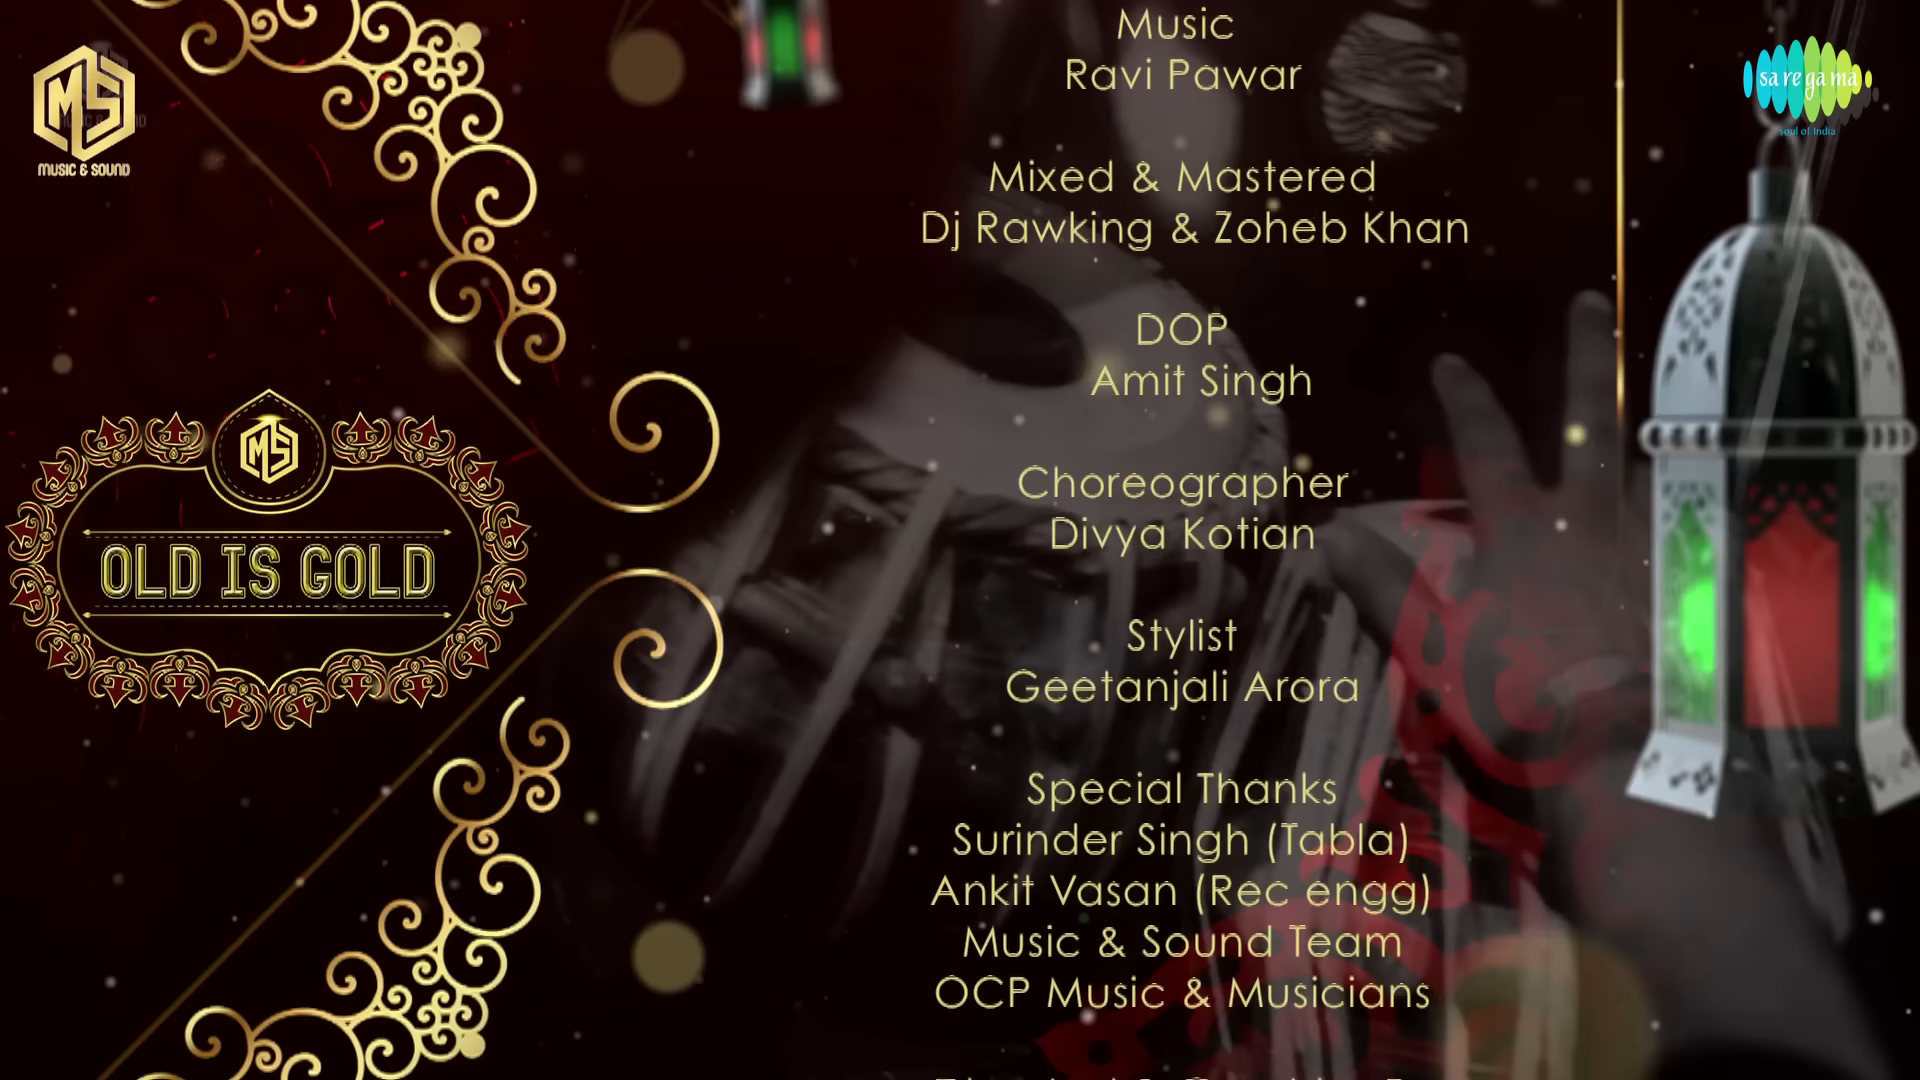 MS
MUSIC & SOUND
sa re ga ma
soul of India
MS
OLD IS GOLD
Music
Ravi Pawar
Mixed & Mastered
Dj Rawking & Zoheb Khan
DOP
Amit Singh
Choreographer
Divya Kotian
Stylist
Geetanjali Arora
Special Thanks
Surinder Singh (Tabla)
Ankit Vasan (Rec engg)
Music & Sound Team
OCP Music & Musicians